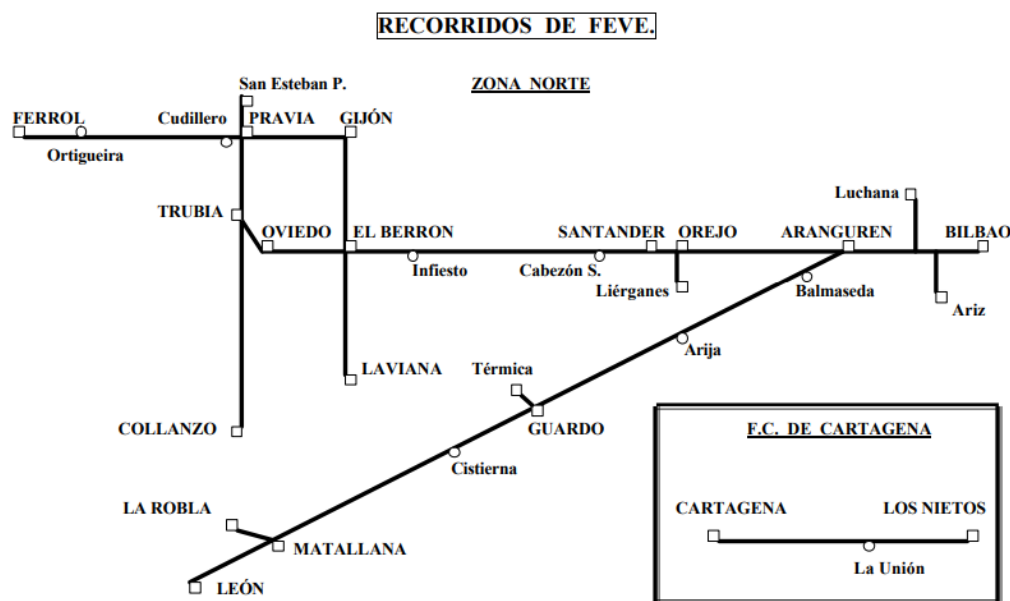 RECORRIDOS DE FEVE.
San Esteban P.
ZONA NORTE
FERROL
Cudillero
PRAVIA
GIJÓN
Ortigueira
Luchana
TRUBIA
OVIEDO
EL BERRON
SANTANDER
OREJO
ARANGUREN
BILBAO
Infiesto
Cabezón S.
Liérganes
Balmaseda
Ariz
Arija
LAVIANA
Térmica
COLLANZO
GUARDO
F.C. DE CARTAGENA
Cistierna
LA ROBLA
CARTAGENA
LOS NIETOS
MATALLANA
La Unión
LEÓN